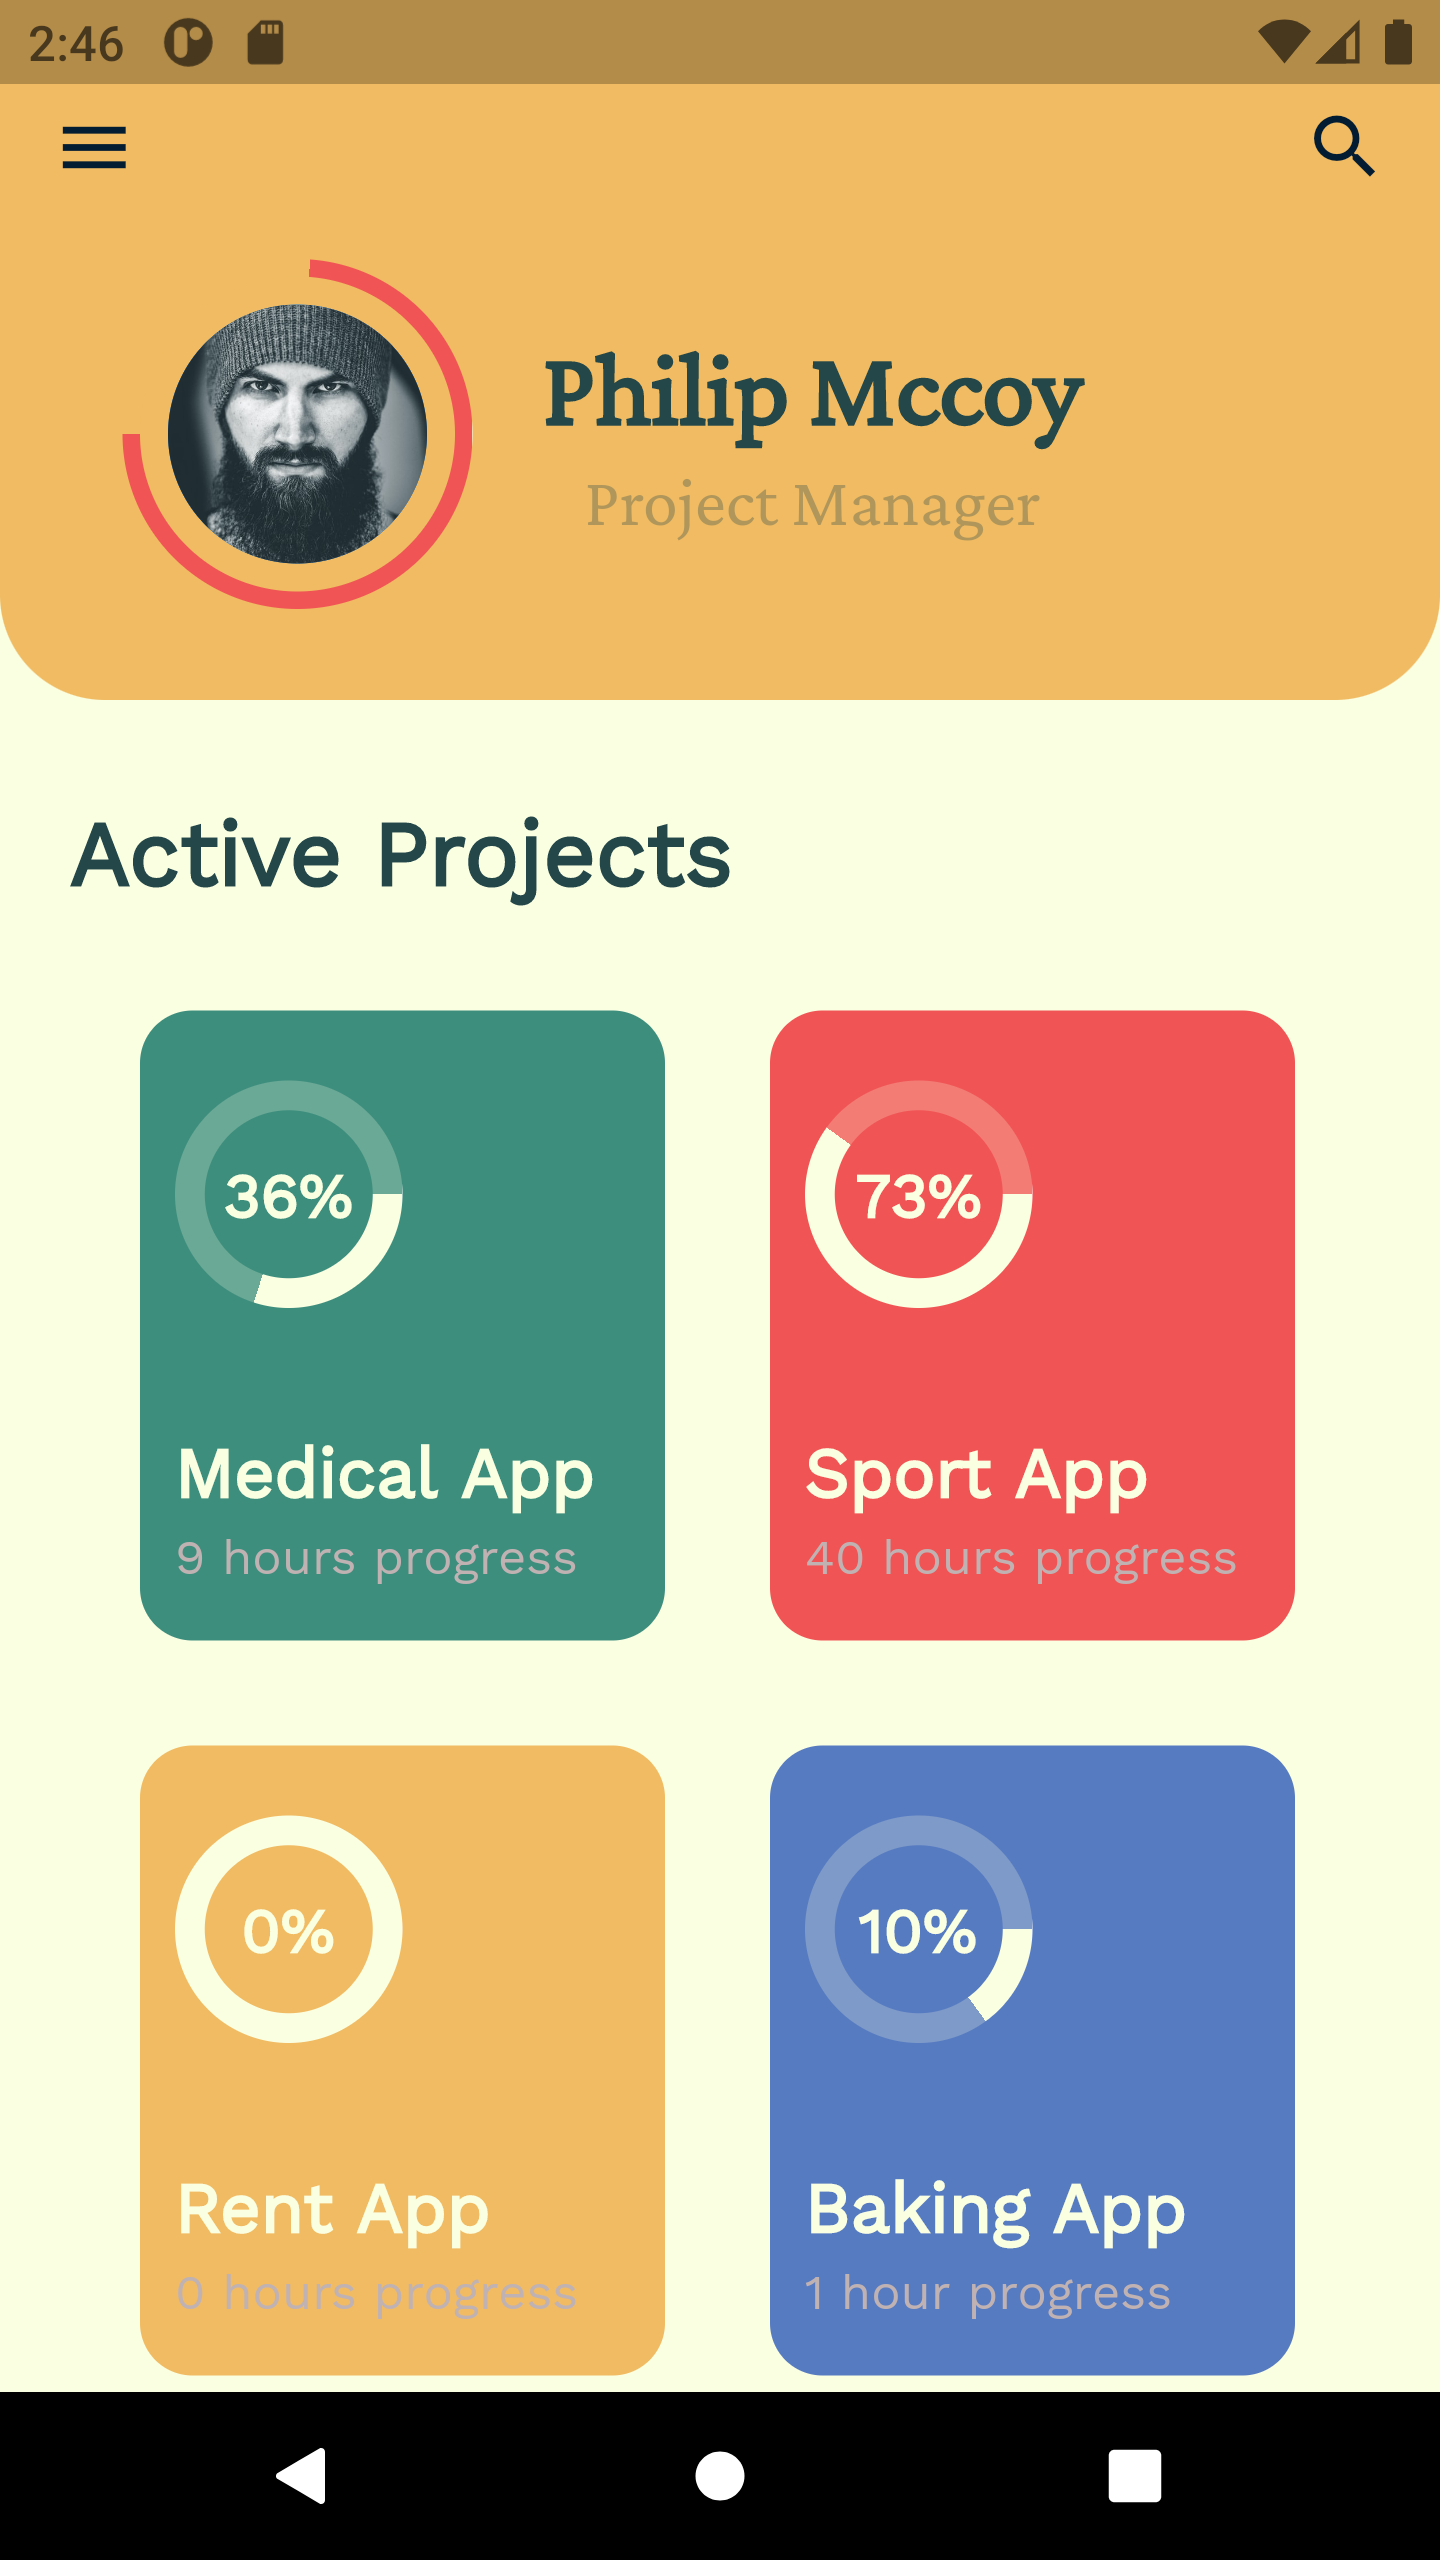 2:46
Philip Mccoy
Project Manager
Active Projects
36%
73%
Medical App
9 hours progress
Sport App
40 hours progress
0%
10%
Rent App
0 hours progress
Baking App
1 hour progress